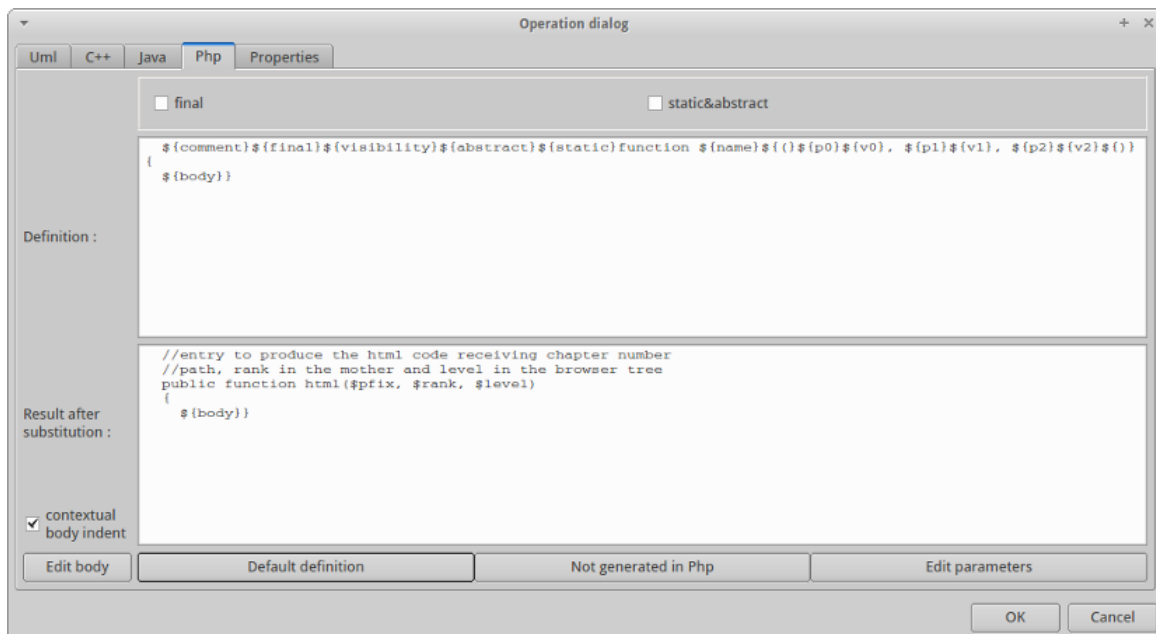 Operation dialog
Uml C++ Java Php Properties
final static&abstract
Definition :
${comment}${final}${visibility}${abstract}${static}function ${name}${(}${p0}${v0}, ${p1}${v1}, ${p2}${v2}${)}
{
${body}}
Result after
substitution :
//entry to produce the html code receiving chapter number
//path, rank in the mother and level in the browser tree
public function html($pfix, $rank, $level)
{
${body}}
contextual
body indent
Edit body Default definition Not generated in Php Edit parameters
OK Cancel